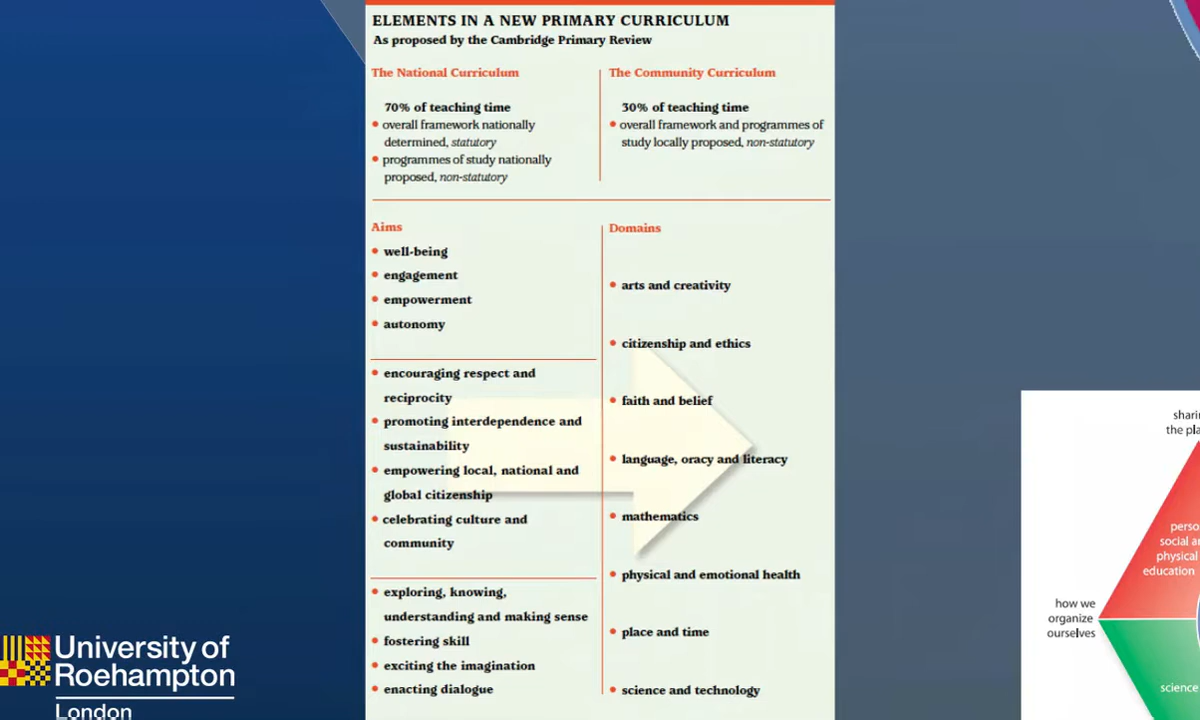 ELEMENTS IN A NEW PRIMARY CURRICULUM
As proposed by the Cambridge Primary Review
The National Curriculum
70% of teaching time
• overall framework nationally
determined, statutory
• programmes of study nationally
proposed, non-statutory
The Community Curriculum
30% of teaching time
• overall framework and programmes of
study locally proposed, non-statutory
Aims
• well-being
• engagement
• empowerment
• autonomy
• encouraging respect and
reciprocity
• promoting interdependence and
sustainability
• empowering local, national and
global citizenship
• celebrating culture and
community
• exploring, knowing,
understanding and making sense
• fostering skill
• exciting the imagination
• enacting dialogue
Domains
• arts and creativity
• citizenship and ethics
• faith and belief
• language, oracy and literacy
• mathematics
• physical and emotional health
• place and time
• science and technology
University of
Roehampton
London
the
physical
education
how we
organize
ourselves
science